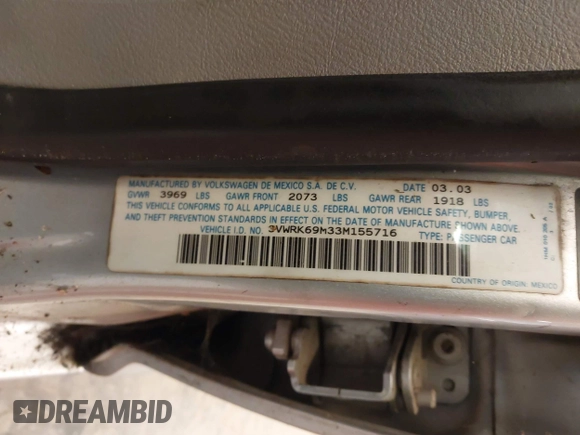 MANUFACTURED BY VOLKSWAGEN DE MEXICO S.A. DE C.V. DATE 03.03
GVWR 3969 LBS GAWR FRONT 2073 LBS GAWR REAR 1918 LBS
THIS VEHICLE CONFORMS TO ALL APPLICABLE U.S. FEDERAL MOTOR VEHICLE SAFETY, BUMPER,
AND THEFT PREVENTION STANDARDS IN EFFECT ON THE DATE OF MANUFACTURE SHOWN ABOVE.
VEHICLE I.D. NO. 3VWRK69M33M155716 TYPE: PASSENGER CAR
COUNTRY OF ORIGIN: MEXICO
DREAMBID